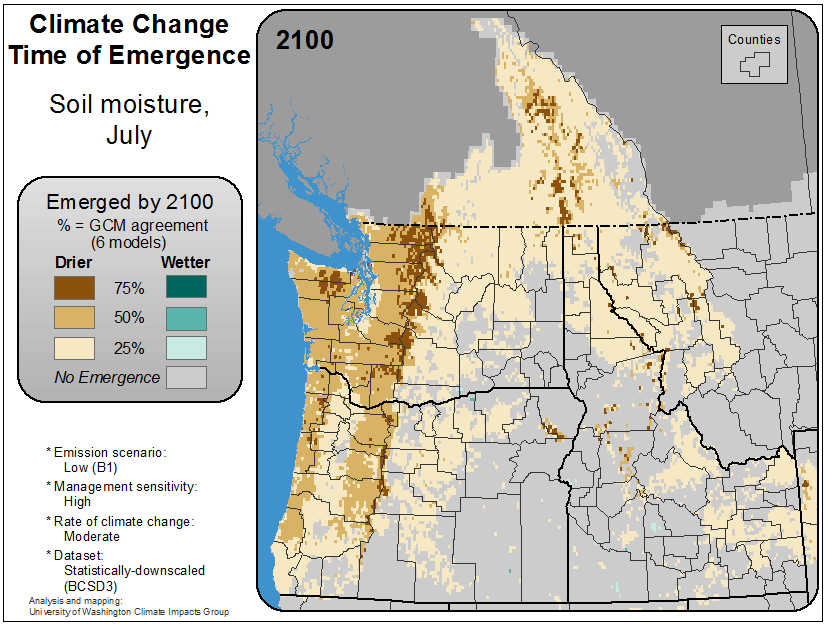 Climate Change
Time of Emergence
Soil moisture,
July
Emerged by 2100
% = GCM agreement
(6 models)
Drier Wetter
75%
50%
25%
No Emergence
* Emission scenario:
Low (B1)
* Management sensitivity:
High
* Rate of climate change:
Moderate
* Dataset:
Statistically-downscaled
(BCSD3)
Analysis and mapping:
University of Washington Climate Impacts Group
2100
Counties